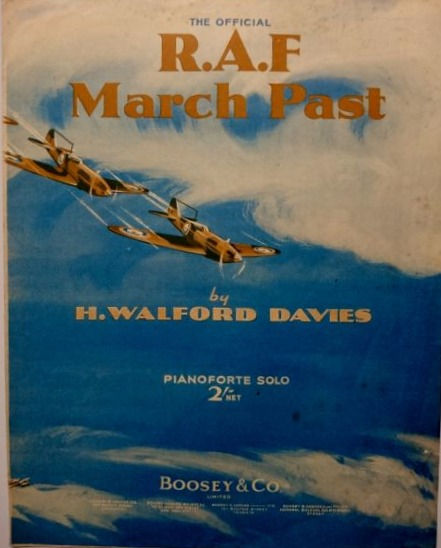 THE OFFICIAL
R.A.F
March Past
by
H. WALFORD DAVIES
PIANOFORTE SOLO
2/-
NET
BOOSEY & CO
LIMITED